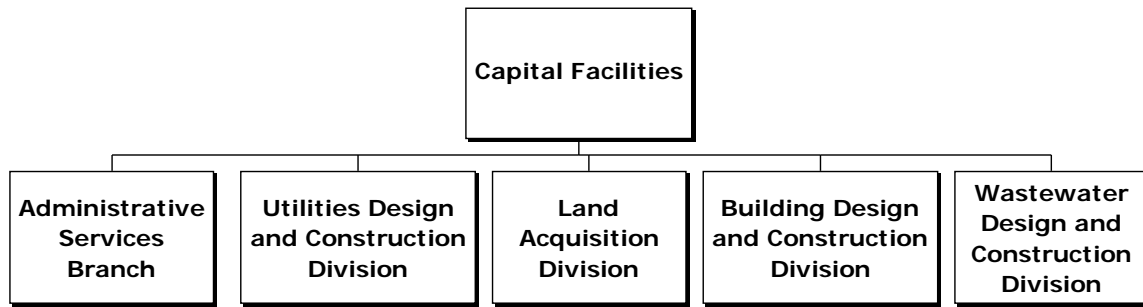 Capital Facilities
Administrative
Services
Branch
Utilities Design
and Construction
Division
Land
Acquisition
Division
Building Design
and Construction
Division
Wastewater
Design and
Construction
Division